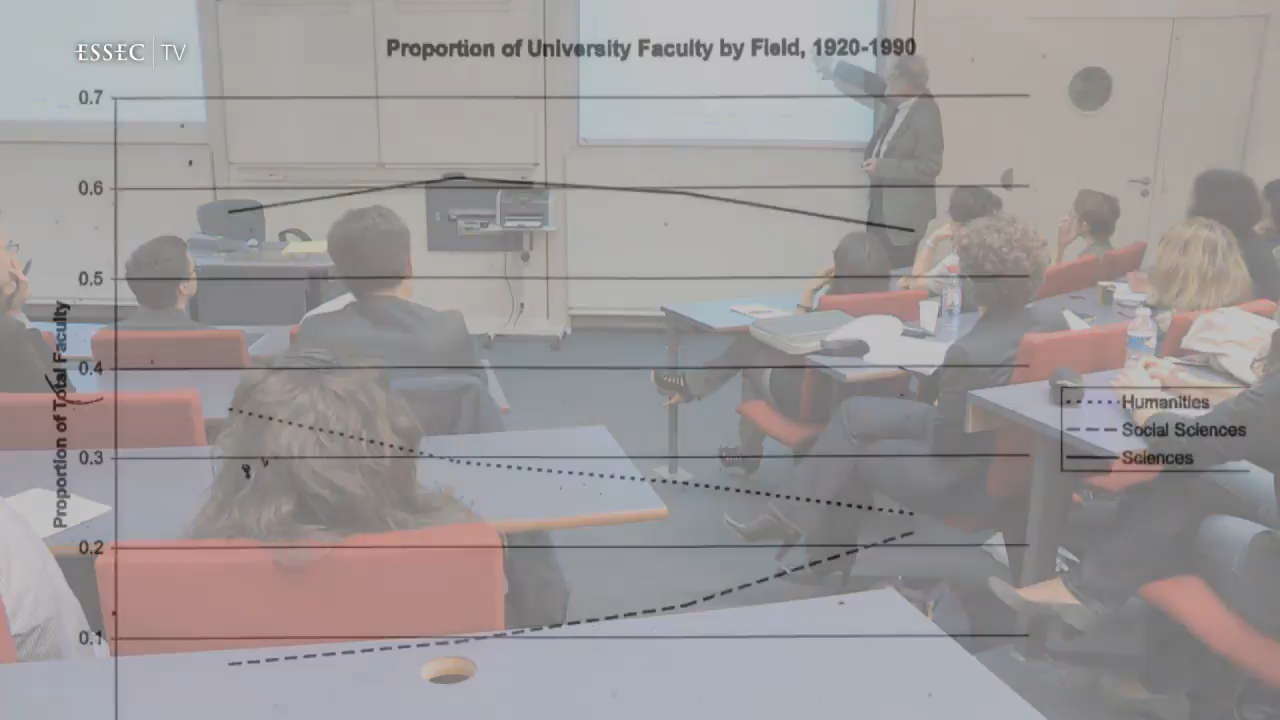 ESSEC | TV
Proportion of University Faculty by Field, 1920-1990
0.7
0.6
0.5
0.4
0.3
0.2
0.1
Proportion of Total Faculty
Humanities
Social Sciences
Sciences